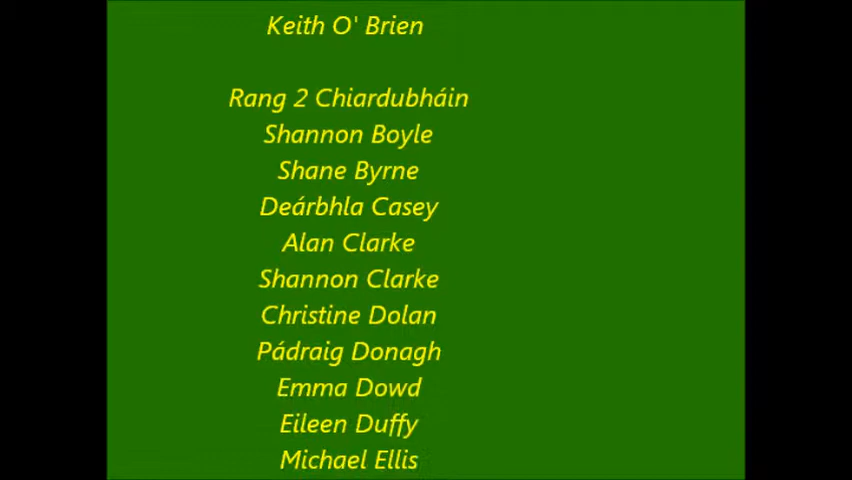 Keith O' Brien
Rang 2 Chiardubháin
Shannon Boyle
Shane Byrne
Deárbhla Casey
Alan Clarke
Shannon Clarke
Christine Dolan
Pádraig Donagh
Emma Dowd
Eileen Duffy
Michael Ellis